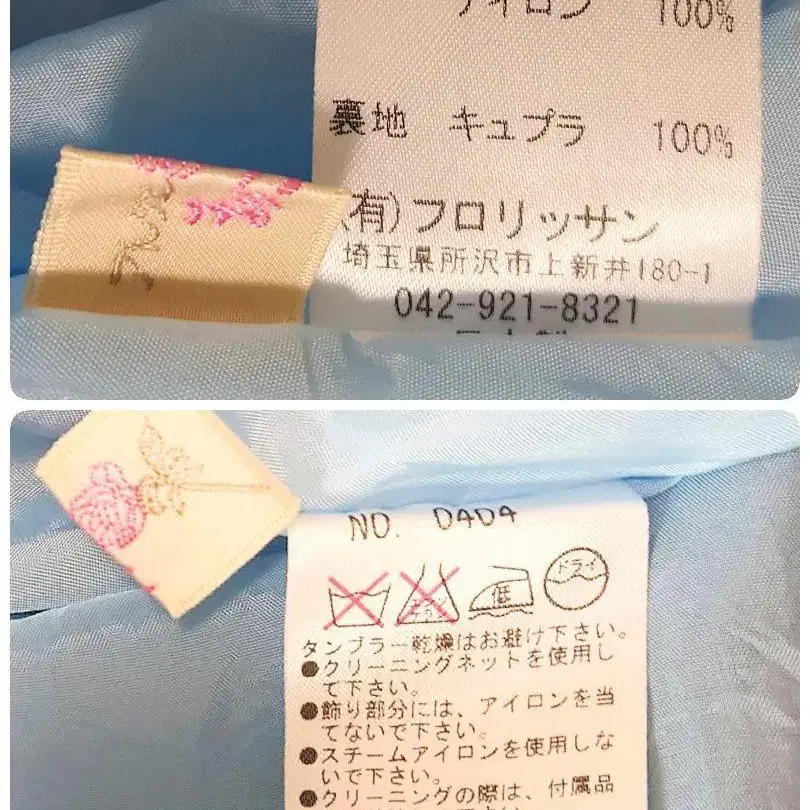 ナイロン 100%
裏地 キュプラ 100%
(有)フロリッサン
埼玉県所沢市上新井180-1
042-921-8321
NO. D4D4
低
ドライ
タンブラー乾燥はお避け下さい。
●クリーニングネットを使用し
て下さい。
●飾り部分には、アイロンを当
てないで下さい。
●スチームアイロンを使用しな
いで下さい。
●クリーニングの際は、付属品